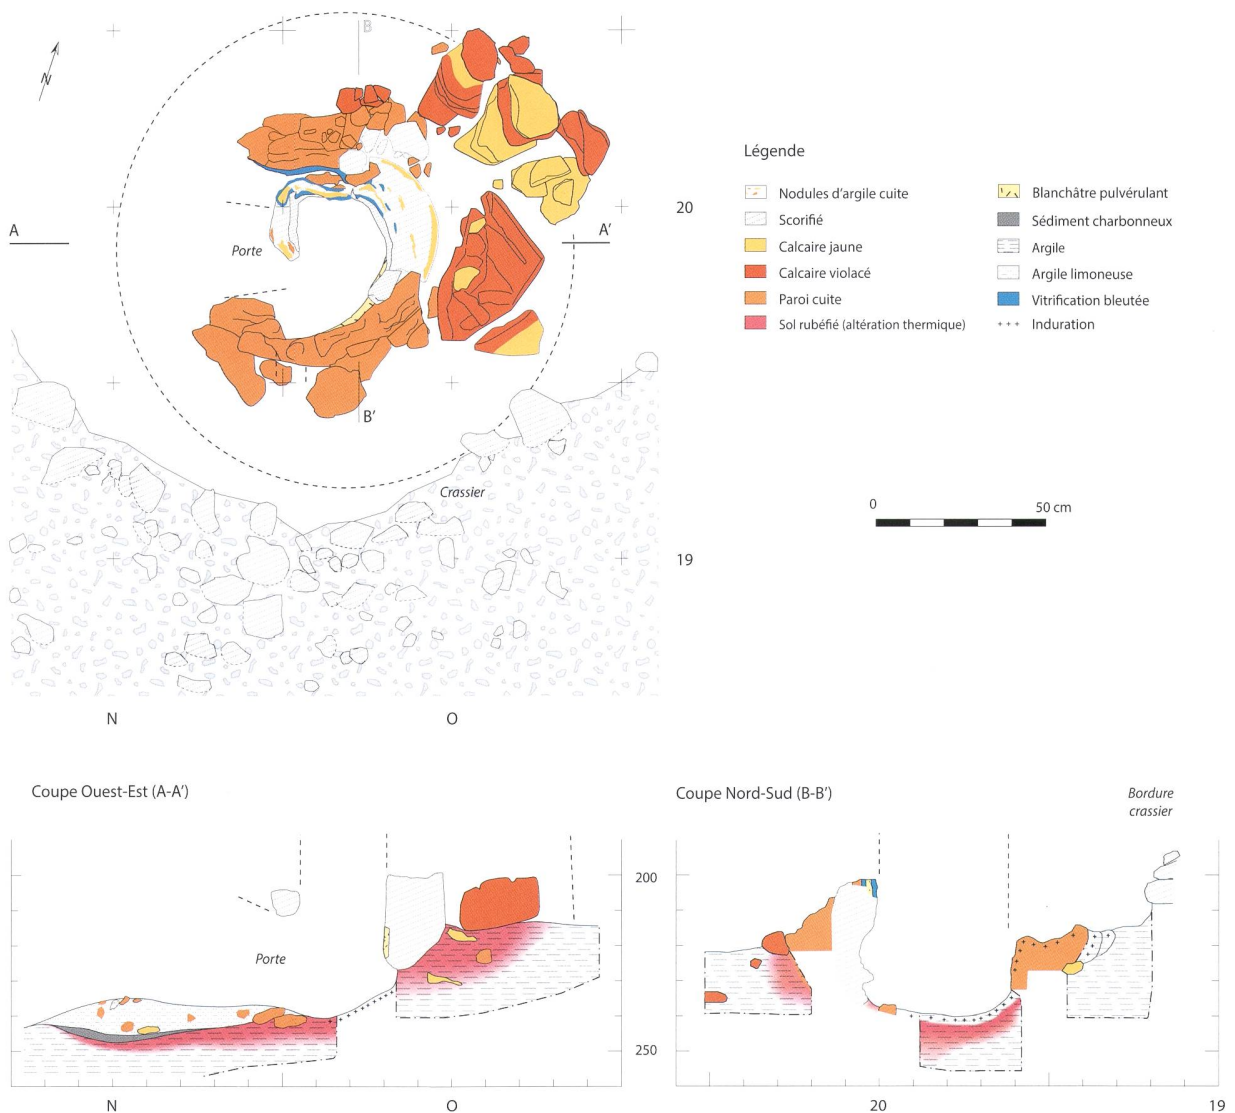 B
N
A
Porte
A'
B'
Crassier
20
19
N
O
Légende
Nodules d'argile cuite
Scorifié
Calcaire jaune
Calcaire violacé
Paroi cuite
Sol rubéfié (altération thermique)
Blanchâtre pulvérulant
Sédiment charbonneux
Argile
Argile limoneuse
Vitrification bleutée
Induration
0
50 cm
Coupe Ouest-Est (A-A')
Porte
N
O
200
250
Coupe Nord-Sud (B-B')
Bordure
crassier
20
19